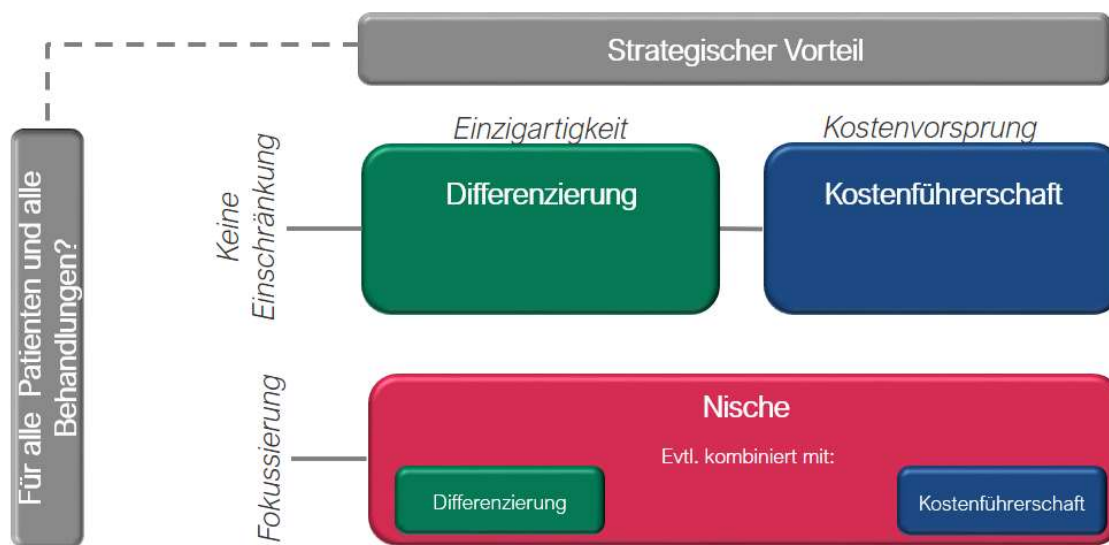 Strategischer Vorteil
Einzigartigkeit
Kostenvorsprung
Für alle Patienten und alle
Behandlungen?
Keine
Einschränkung
Differenzierung
Kostenführerschaft
Fokussierung
Nische
Evtl. kombiniert mit:
Differenzierung
Kostenführerschaft